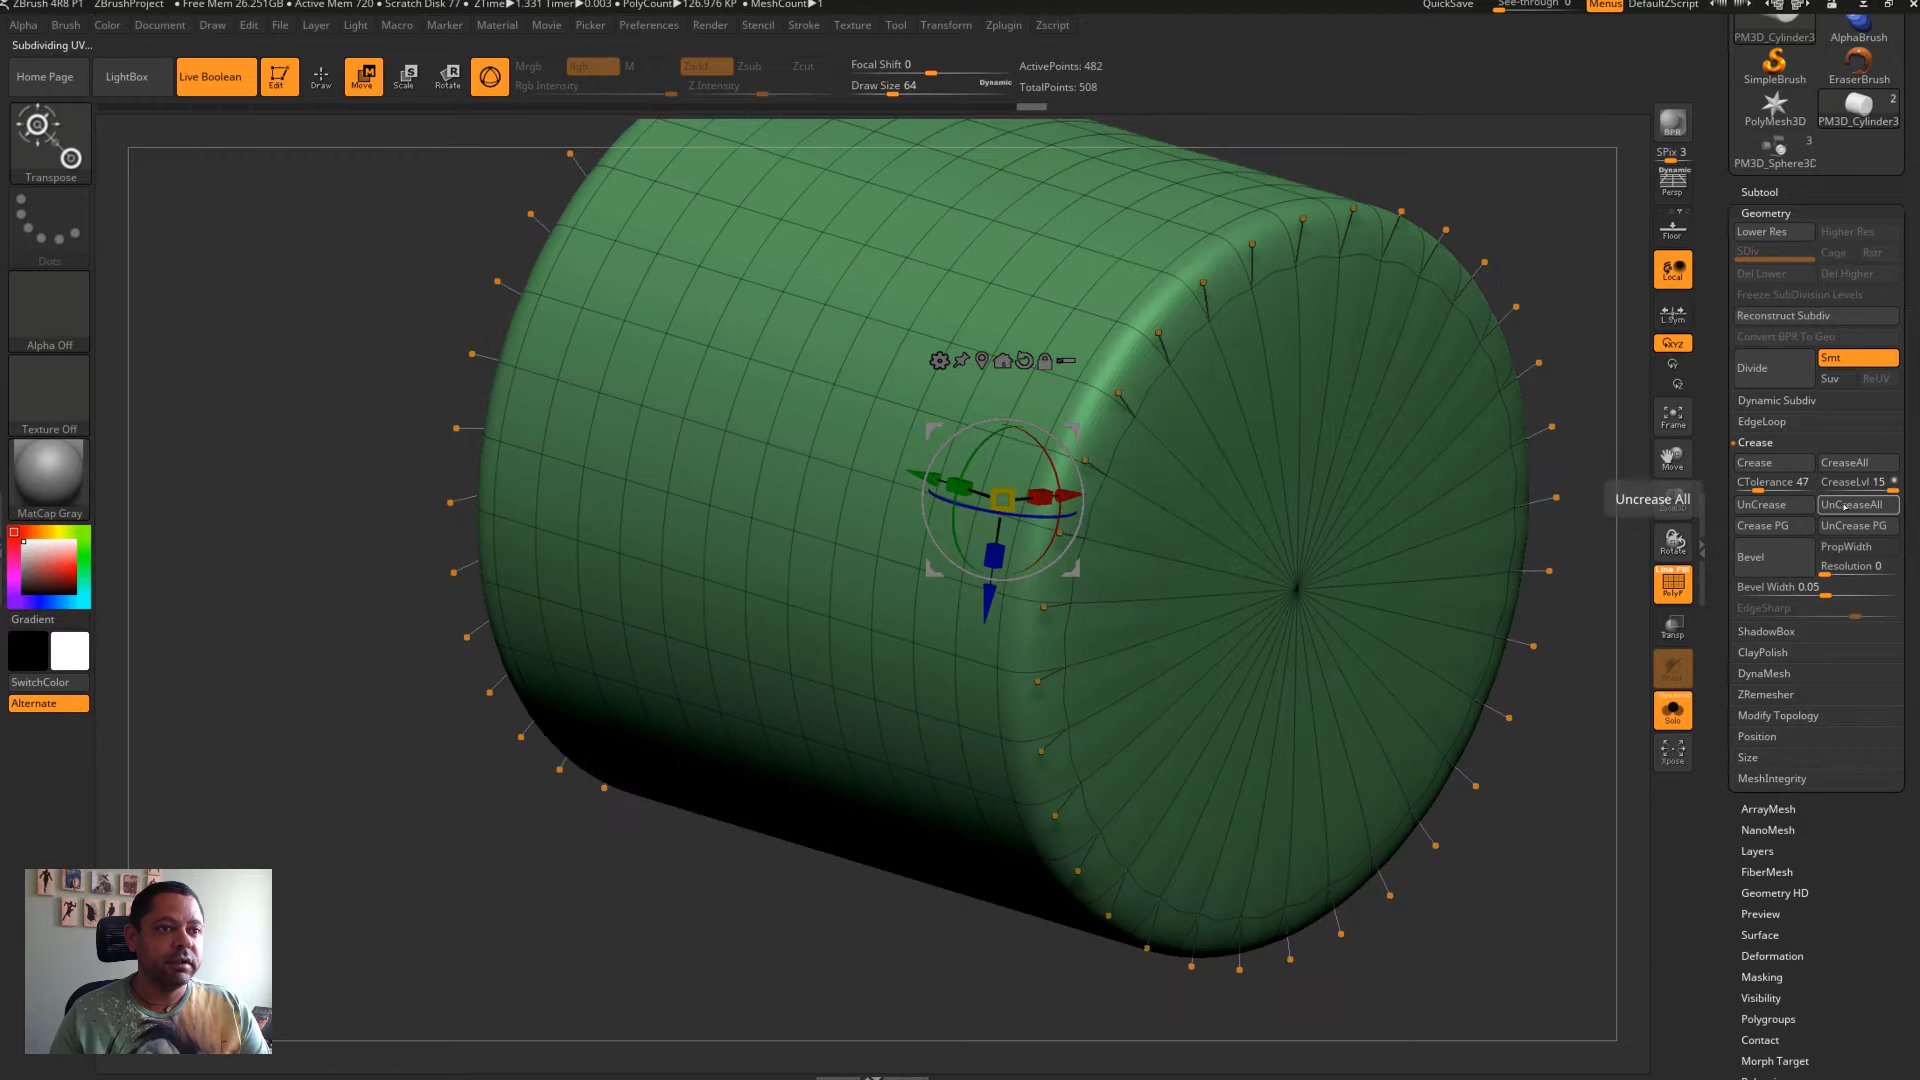 ZBrush 4R8 P1 ZBrushProject • Free Mem 26.251GB • Active Mem 720 • Scratch Disk 77 • ZTime▶1.331 Timer▶0.003 • PolyCount▶126.976 KP • MeshCount▶1 QuickSave See-through 0 Menus DefaultZScript
Alpha Brush Color Document Draw Edit File Layer Light Macro Marker Material Movie Picker Preferences Render Stencil Stroke Texture Tool Transform Zplugin Zscript
Subdividing UV...
Home Page LightBox Live Boolean Edit Draw Move Scale Rotate
Mrgb Rgb M Zadd Zsub Zcut
Rgb Intensity Z.Intensity
Focal Shift 0
Draw Size 64 Dynamic
ActivePoints: 482
TotalPoints: 508
Transpose
Dots
Alpha Off
Texture Off
MatCap Gray
Gradient
SwitchColor
Alternate
BPR
SPix 3
Dynamic
Persp
Floor
Local
L.Sym
XYZ
Y
Z
Frame
Move
Zoom3D
Rotate
Line Fill
PolyF
Transp
Ghost
Dynamic
Solo
Xpose
Uncrease All
PM3D_Cylinder3 AlphaBrush
SimpleBrush EraserBrush
2
PolyMesh3D PM3D_Cylinder3
3
PM3D_Sphere3D
Subtool
Geometry
Lower Res Higher Res
SDiv Cage Rstr
Del Lower Del Higher
Freeze SubDivision Levels
Reconstruct Subdiv
Convert BPR To Geo
Divide Smt
Suv ReUV
Dynamic Subdiv
EdgeLoop
Crease
Crease CreaseAll
CTolerance 47 CreaseLvl 15
UnCrease UnCreaseAll
Crease PG UnCrease PG
Bevel PropWidth
Resolution 0
Bevel Width 0.05
EdgeSharp
ShadowBox
ClayPolish
DynaMesh
ZRemesher
Modify Topology
Position
Size
MeshIntegrity
ArrayMesh
NanoMesh
Layers
FiberMesh
Geometry HD
Preview
Surface
Deformation
Masking
Visibility
Polygroups
Contact
Morph Target